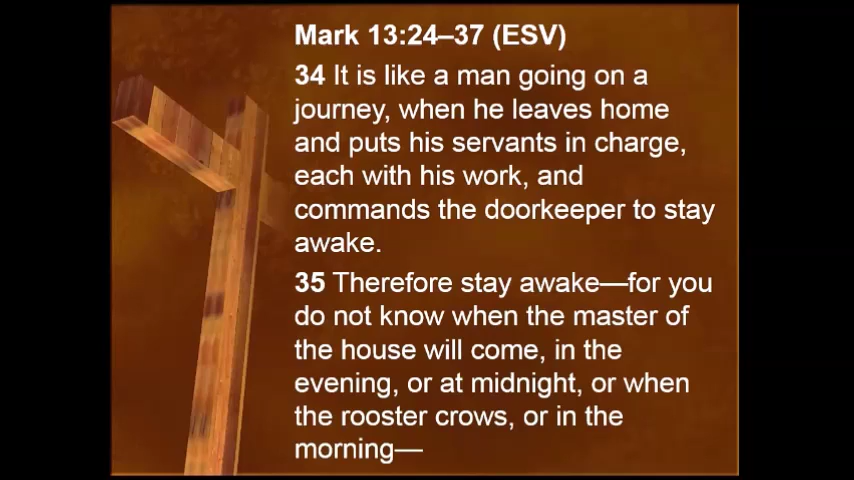 Mark 13:24–37 (ESV)
34 It is like a man going on a
journey, when he leaves home
and puts his servants in charge,
each with his work, and
commands the doorkeeper to stay
awake.
35 Therefore stay awake—for you
do not know when the master of
the house will come, in the
evening, or at midnight, or when
the rooster crows, or in the
morning—